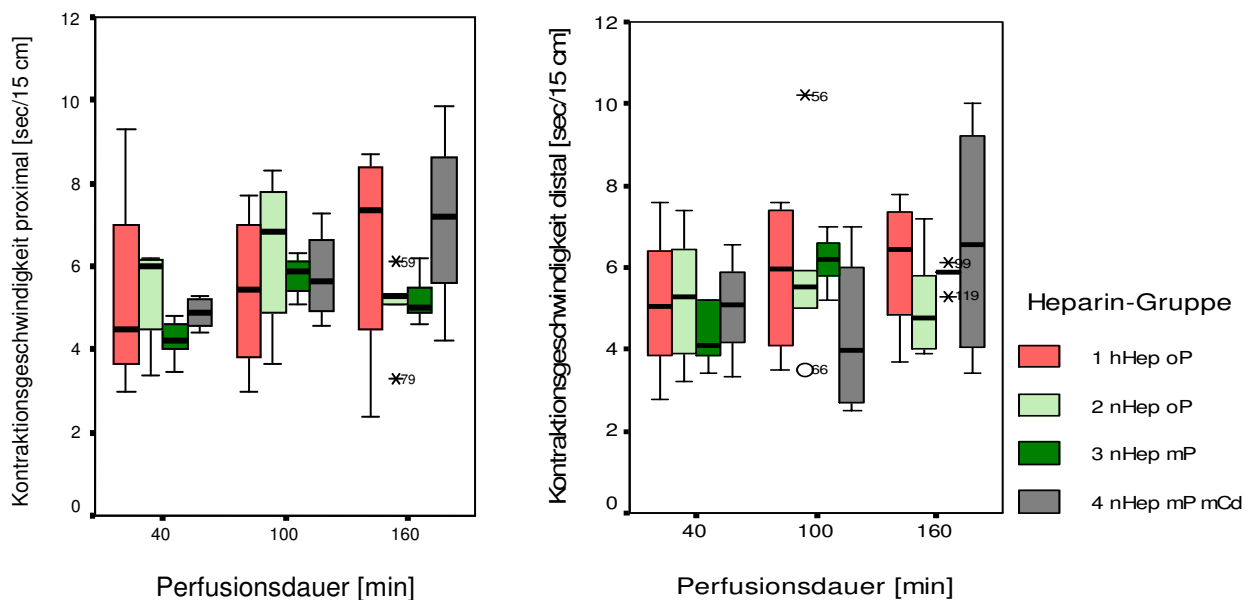 Kontraktionsgeschwindigkeit proximal [sec/15 cm]
12
10
8
6
4
2
0
59
79
40
100
160
Perfusionsdauer [min]
Kontraktionsgeschwindigkeit distal [sec/15 cm]
12
10
8
6
4
2
0
56
66
99
119
40
100
160
Perfusionsdauer [min]
Heparin-Gruppe
1 hHep oP
2 nHep oP
3 nHep mP
4 nHep mP mCd